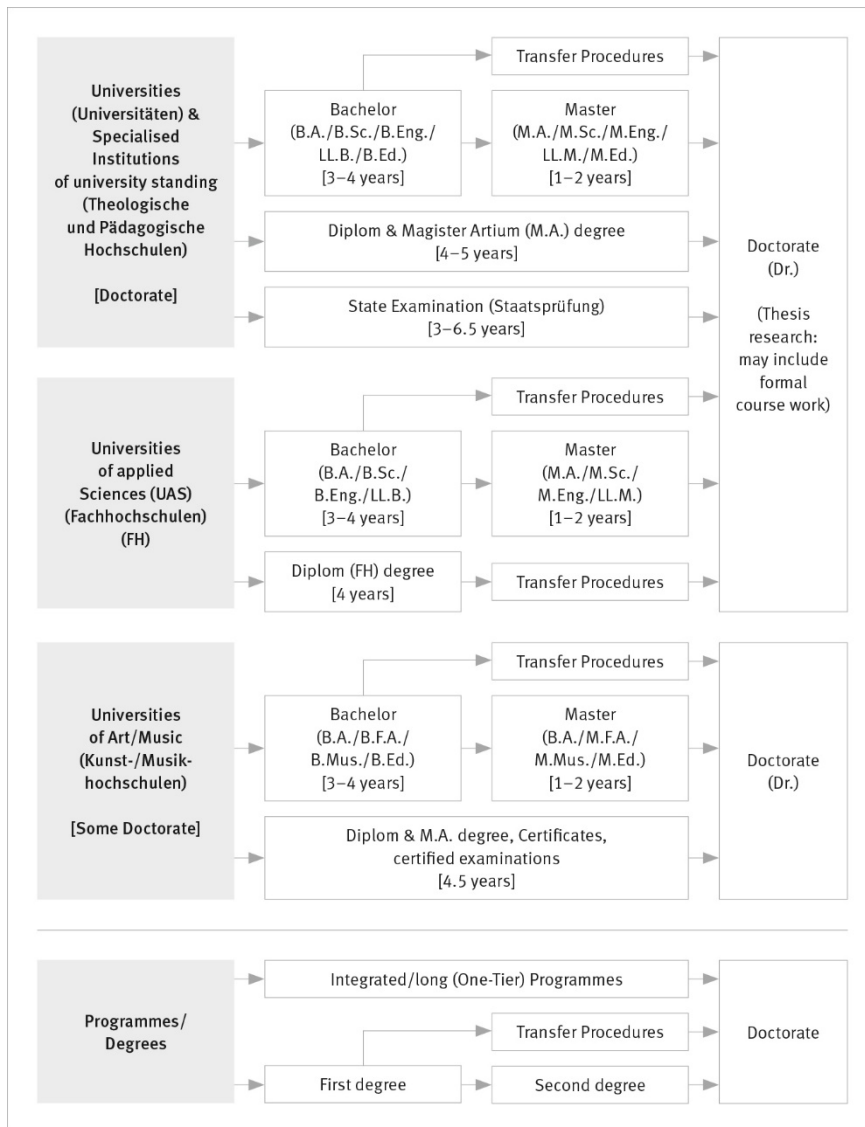 Universities
(Universitäten) &
Specialised
Institutions
of university standing
(Theologische
und Pädagogische
Hochschulen)
[Doctorate]
Transfer Procedures
Bachelor
(B.A./B.Sc./B.Eng./
LL.B./B.Ed.)
[3–4 years]
Master
(M.A./M.Sc./M.Eng./
LL.M./M.Ed.)
[1–2 years]
Diplom & Magister Artium (M.A.) degree
[4–5 years]
State Examination (Staatsprüfung)
[3–6.5 years]
Doctorate
(Dr.)
(Thesis
research:
may include
formal
course work)
Universities
of applied
Sciences (UAS)
(Fachhochschulen)
(FH)
Transfer Procedures
Bachelor
(B.A./B.Sc./
B.Eng./LL.B.)
[3–4 years]
Master
(M.A./M.Sc./
M.Eng./LL.M.)
[1–2 years]
Diplom (FH) degree
[4 years]
Transfer Procedures
Universities
of Art/Music
(Kunst-/Musik-
hochschulen)
[Some Doctorate]
Transfer Procedures
Bachelor
(B.A./B.F.A./
B.Mus./B.Ed.)
[3–4 years]
Master
(B.A./M.F.A./
M.Mus./M.Ed.)
[1–2 years]
Diplom & M.A. degree, Certificates,
certified examinations
[4.5 years]
Doctorate
(Dr.)
Programmes/
Degrees
Integrated/long (One-Tier) Programmes
Transfer Procedures
First degree
Second degree
Doctorate